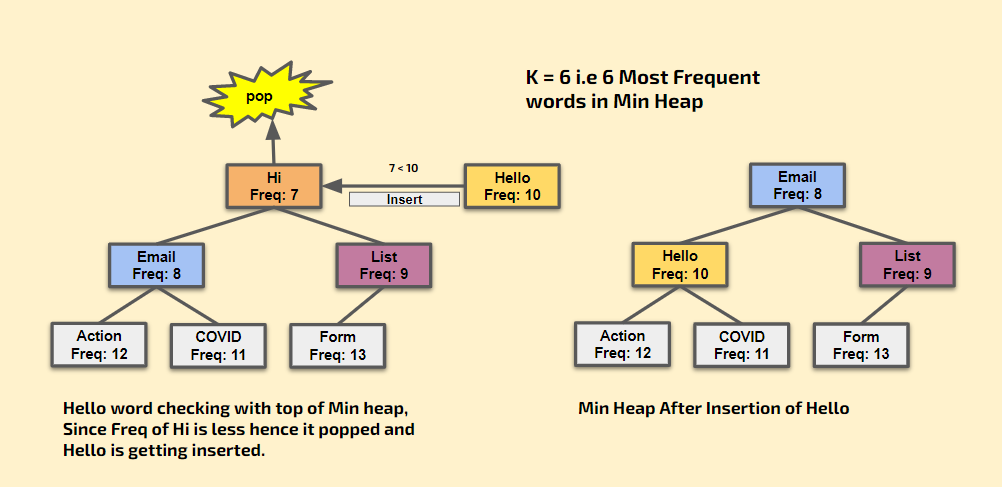 K = 6 i.e 6 Most Frequent
words in Min Heap
pop
7 < 10
Insert
Hi
Freq: 7
Hello
Freq: 10
Email
Freq: 8
List
Freq: 9
Action
Freq: 12
COVID
Freq: 11
Form
Freq: 13
Hello word checking with top of Min heap,
Since Freq of Hi is less hence it popped and
Hello is getting inserted.
Email
Freq: 8
Hello
Freq: 10
List
Freq: 9
Action
Freq: 12
COVID
Freq: 11
Form
Freq: 13
Min Heap After Insertion of Hello